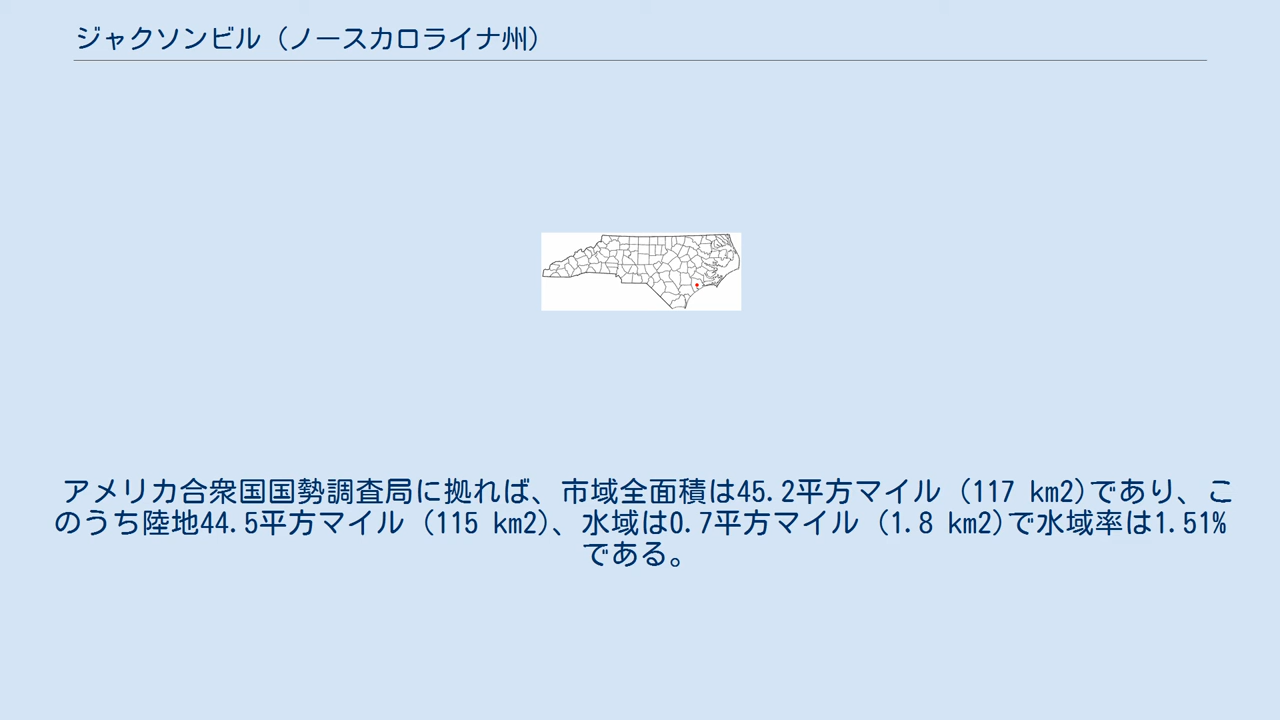 ジャクソンビル（ノースカロライナ州）
アメリカ合衆国国勢調査局に拠れば、市域全面積は45.2平方マイル (117 km2)であり、こ
のうち陸地44.5平方マイル (115 km2)、水域は0.7平方マイル (1.8 km2)で水域率は1.51%
である。